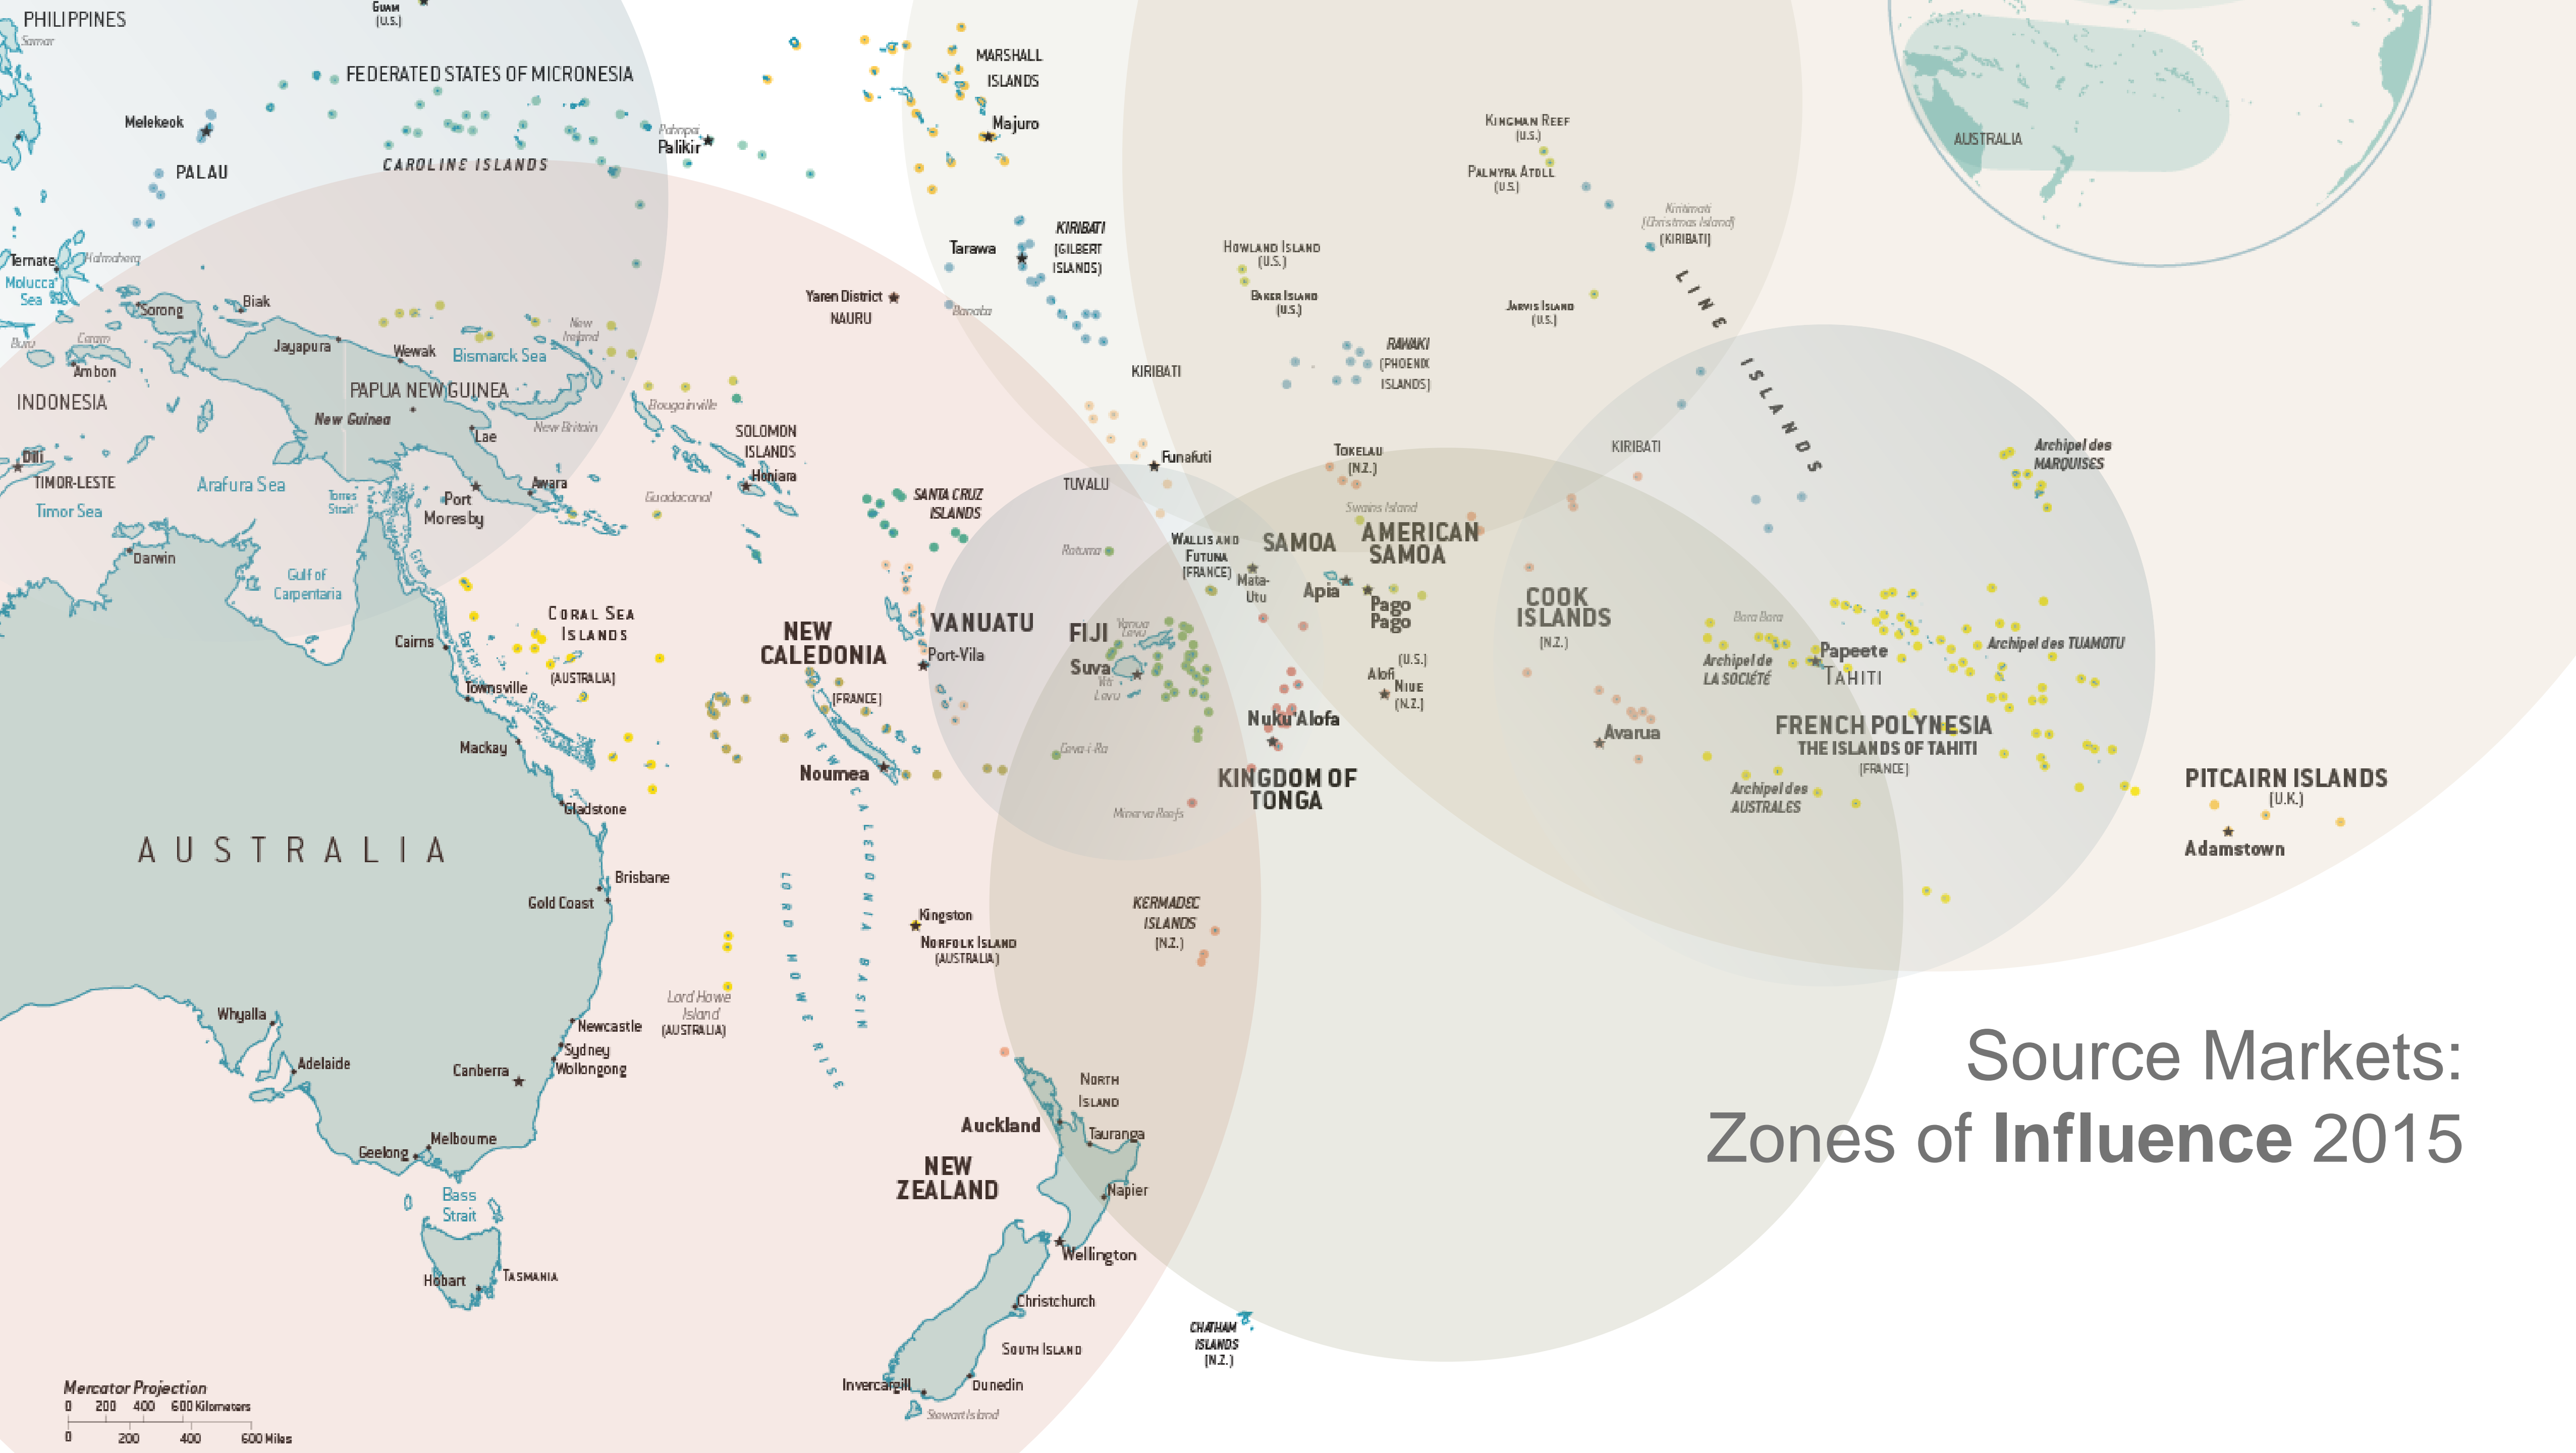 PHILIPPINES
Samar
GUAM
(U.S.)
FEDERATED STATES OF MICRONESIA
Melekeok
PALAU
CAROLINE ISLANDS
Pohnpai
Palikir
MARSHALL
ISLANDS
Majuro
KIRIBATI
(GILBERT
ISLANDS)
Tarawa
Yaren District
NAURU
Banaba
KINGMAN REEF
(U.S.)
PALMYRA ATOLL
(U.S.)
Kiritimati
(Christmas Island)
(KIRIBATI)
HOWLAND ISLAND
(U.S.)
BAKER ISLAND
(U.S.)
JARVIS ISLAND
(U.S.)
LINE ISLANDS
RAWAKI
(PHOENIX
ISLANDS)
KIRIBATI
KIRIBATI
AUSTRALIA
Ternate
Halmahera
Molucca
Sea
Sorong
Biak
Buru
Ceram
Ambon
INDONESIA
Jayapura
Wewak
Bismarck Sea
New
Ireland
PAPUA NEW GUINEA
New Guinea
New Britain
Lae
Bougainville
SOLOMON
ISLANDS
Honiara
Guadacanal
Dili
TIMOR-LESTE
Timor Sea
Arafura Sea
Torres
Strait
Port
Moresby
Awara
SANTA CRUZ
ISLANDS
Funafuti
TUVALU
TOKELAU
(N.Z.)
Swains Island
Rotuma
WALLIS AND
FUTUNA
(FRANCE)
Mata-
Utu
SAMOA
Apia
AMERICAN
SAMOA
Pago
Pago
(U.S.)
Archipel des
MARQUISES
Darwin
Gulf of
Carpentaria
Great
Barrier
Reef
Cairns
Townsville
Mackay
Gladstone
CORAL SEA
ISLANDS
(AUSTRALIA)
NEW
CALEDONIA
(FRANCE)
Noumea
VANUATU
Port-Vila
FIJI
Vanua
Levu
Suva
Viti
Levu
Ceva-i-Ra
Minerva Reefs
Nuku'Alofa
KINGDOM OF
TONGA
Alofi
NIUE
(N.Z.)
COOK
ISLANDS
(N.Z.)
Avarua
Bora Bora
Archipel de
LA SOCIÉTÉ
Papeete
TAHITI
Archipel des TUAMOTU
FRENCH POLYNESIA
THE ISLANDS OF TAHITI
(FRANCE)
Archipel des
AUSTRALES
PITCAIRN ISLANDS
(U.K.)
Adamstown
AUSTRALIA
Brisbane
Gold Coast
NEW CALEDONIA BASIN
LORD HOWE RISE
Kingston
NORFOLK ISLAND
(AUSTRALIA)
KERMADEC
ISLANDS
(N.Z.)
Lord Howe
Island
(AUSTRALIA)
Whyalla
Adelaide
Newcastle
Sydney
Wollongong
Canberra
Melbourne
Geelong
Bass
Strait
Hobart
TASMANIA
NORTH
ISLAND
Auckland
Tauranga
NEW
ZEALAND
Napier
Wellington
Christchurch
SOUTH ISLAND
Invercargill
Dunedin
Stewart Island
CHATHAM
ISLANDS
(N.Z.)
Source Markets:
Zones of Influence 2015
Mercator Projection
0 200 400 600 Kilometers
0 200 400 600 Miles